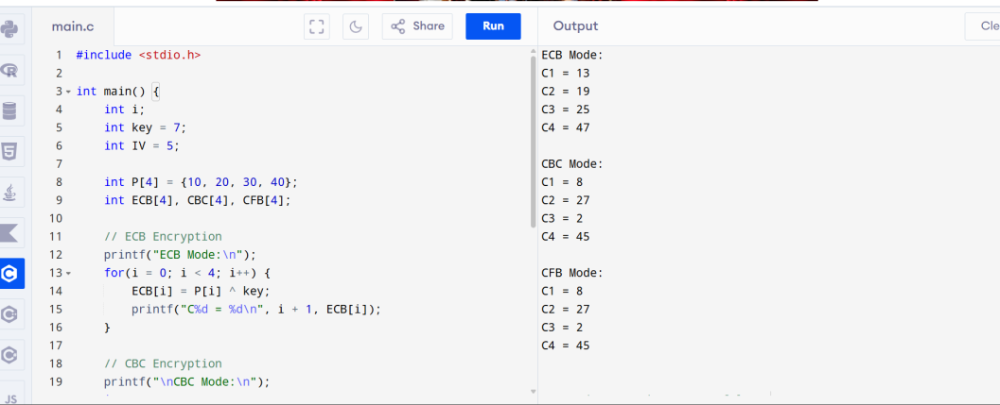 main.c
Share
Run
Output
Cle
1 #include <stdio.h>
2
3 int main() {
4 int i;
5 int key = 7;
6 int IV = 5;
7
8 int P[4] = {10, 20, 30, 40};
9 int ECB[4], CBC[4], CFB[4];
10
11 // ECB Encryption
12 printf("ECB Mode:\n");
13 for(i = 0; i < 4; i++) {
14 ECB[i] = P[i] ^ key;
15 printf("C%d = %d\n", i + 1, ECB[i]);
16 }
17
18 // CBC Encryption
19 printf("\nCBC Mode:\n");
ECB Mode:
C1 = 13
C2 = 19
C3 = 25
C4 = 47
CBC Mode:
C1 = 8
C2 = 27
C3 = 2
C4 = 45
CFB Mode:
C1 = 8
C2 = 27
C3 = 2
C4 = 45
R
5
C
C
C
JS